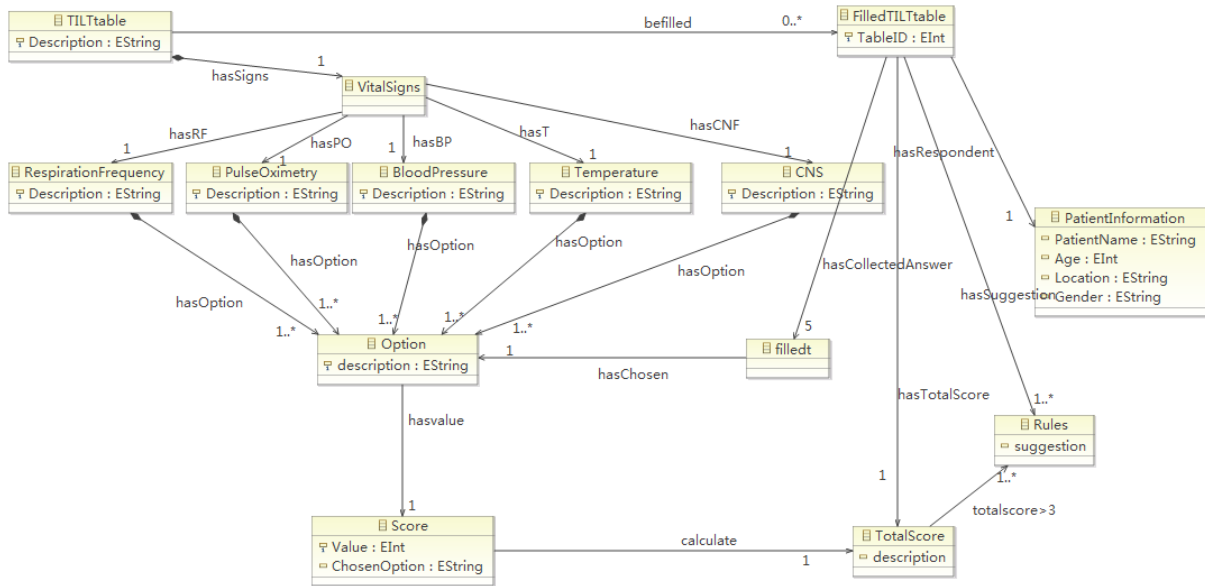 TILTtable
Description : EString
befilled
0..*
FilledTILTtable
TableID : EInt
hasSigns
1
VitalSigns
hasRF
1
hasPO
1
hasBP
1
hasT
1
hasCNF
1
hasRespondent
1
RespirationFrequency
Description : EString
PulseOximetry
Description : EString
BloodPressure
Description : EString
Temperature
Description : EString
CNS
Description : EString
PatientInformation
PatientName : EString
Age : EInt
Location : EString
Gender : EString
hasOption
1..*
hasOption
1..*
hasOption
1..*
hasOption
1..*
hasOption
1..*
hasCollectedAnswer
5
hasSuggestion
1..*
Option
description : EString
1
hasChosen
filledt
hasvalue
1
hasTotalScore
1
Rules
suggestion
1..*
totalscore>3
Score
Value : EInt
ChosenOption : EString
calculate
1
TotalScore
description